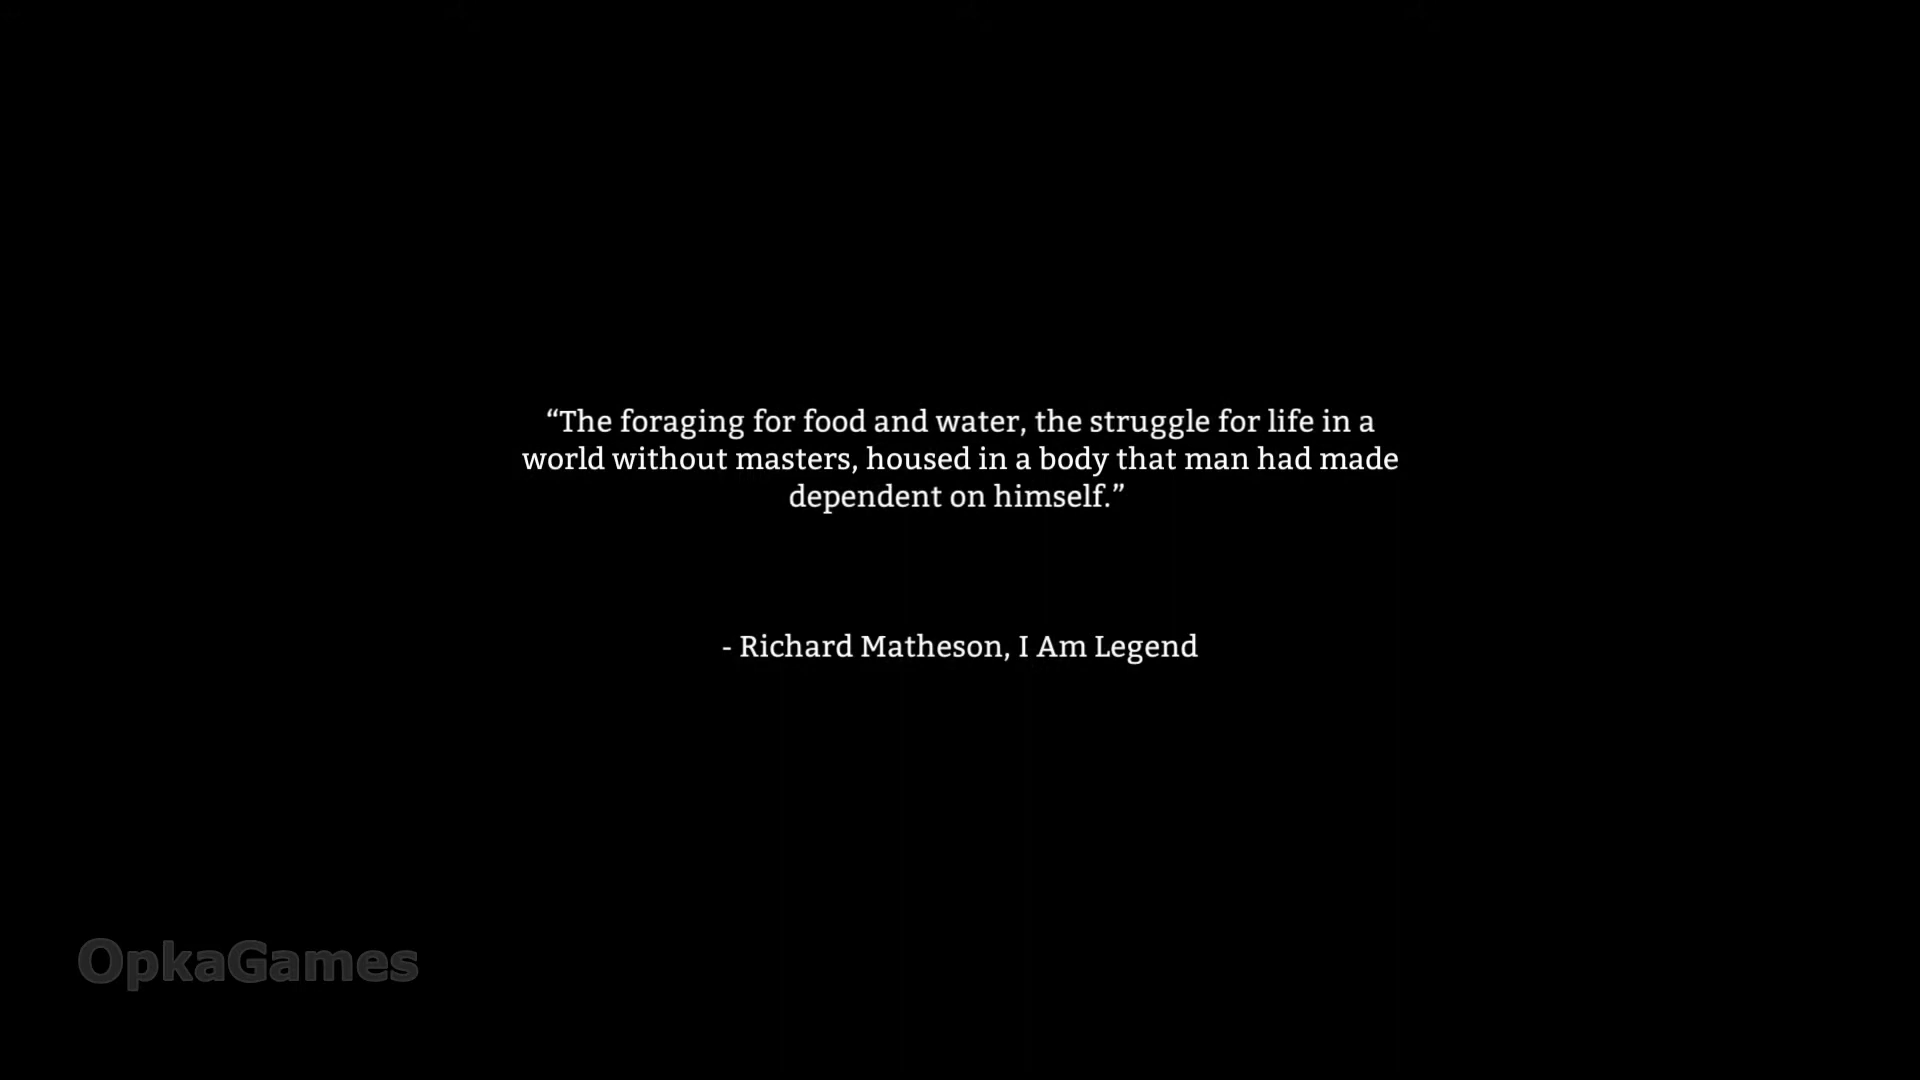 “The foraging for food and water, the struggle for life in a
world without masters, housed in a body that man had made
dependent on himself.”
- Richard Matheson, I Am Legend
OpkaGames